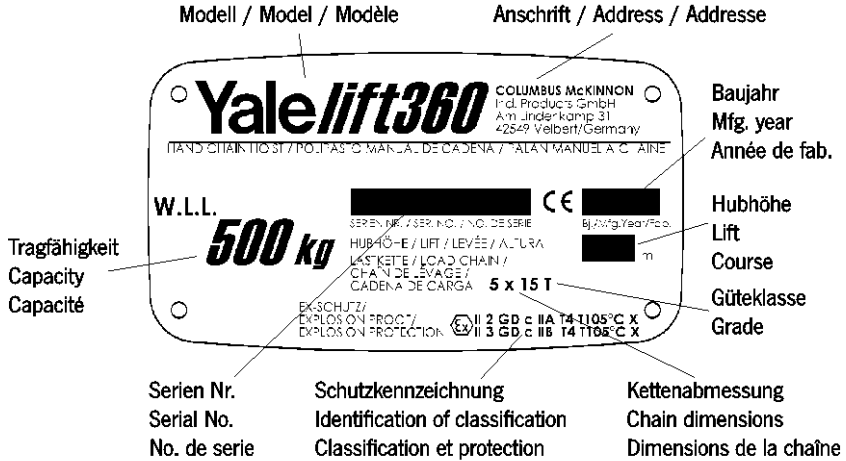 Modell / Model / Modèle
Anschrift / Address / Addresse
Yalelift360
COLUMBUS McKINNON
Ind. Products GmbH
Am Lindenkamp 31
42549 Velbert/Germany
HAND CHAIN HOIST / POLIPASTO MANUAL DE CADENA / PALAN MANUEL A CHAINE
Baujahr
Mfg. year
Année de fab.
W.L.L.
CE
SERIEN NR. / SER. NO. / NO. DE SERIE
Bj./Mfg.Year/Fab.
500 kg
HUBHÖHE / LIFT / LEVÉE / ALTURA
m
Hubhöhe
Lift
Course
Tragfähigkeit
Capacity
Capacité
LASTKETTE / LOAD CHAIN /
CHAIN DE LEVAGE /
CADENA DE CARGA 5 x 15 T
Güteklasse
Grade
EX-SCHUTZ/
EXPLOSION PROOF/
EXPLOSION PROTECTION
Ex II 2 GD c IIA T4 T105°C X
II 3 GD c IIB T4 T105°C X
Serien Nr.
Serial No.
No. de serie
Schutzkennzeichnung
Identification of classification
Classification et protection
Kettenabmessung
Chain dimensions
Dimensions de la chaîne